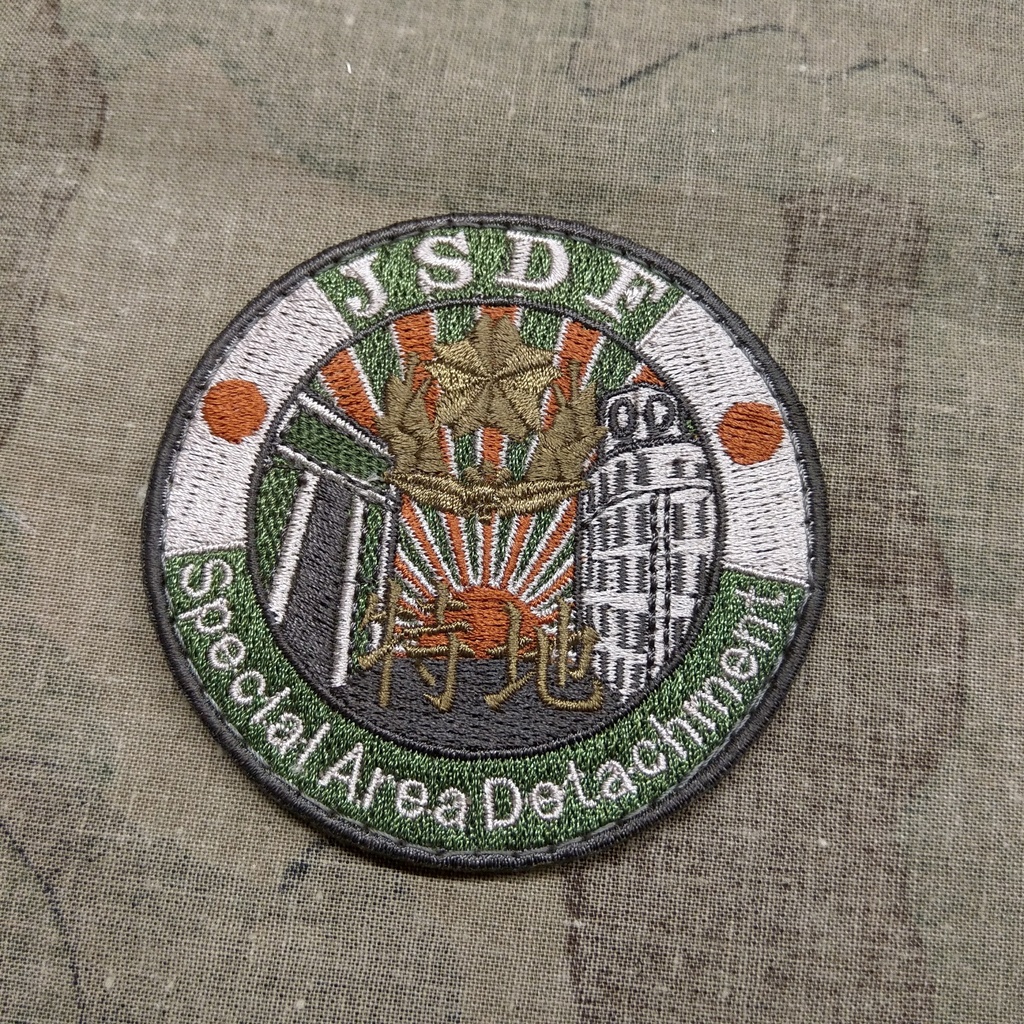 JSDF
特地
Special Area Detachment